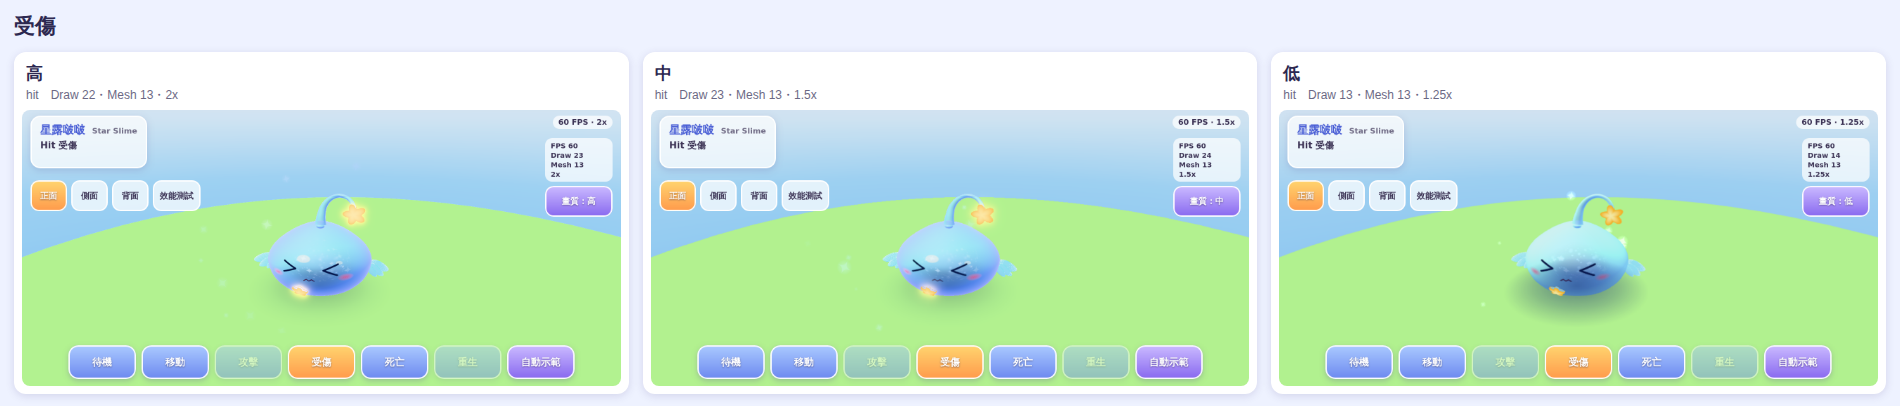 受傷
高
hit Draw 22・Mesh 13・2x
星露啵啵 Star Slime
Hit 受傷
60 FPS · 2x
FPS 60
Draw 23
Mesh 13
2x
正面 側面 背面 效能測試
畫質：高
待機 移動 攻擊 受傷 死亡 重生 自動示範
中
hit Draw 23・Mesh 13・1.5x
星露啵啵 Star Slime
Hit 受傷
60 FPS · 1.5x
FPS 60
Draw 24
Mesh 13
1.5x
正面 側面 背面 效能測試
畫質：中
待機 移動 攻擊 受傷 死亡 重生 自動示範
低
hit Draw 13・Mesh 13・1.25x
星露啵啵 Star Slime
Hit 受傷
60 FPS · 1.25x
FPS 60
Draw 14
Mesh 13
1.25x
正面 側面 背面 效能測試
畫質：低
待機 移動 攻擊 受傷 死亡 重生 自動示範